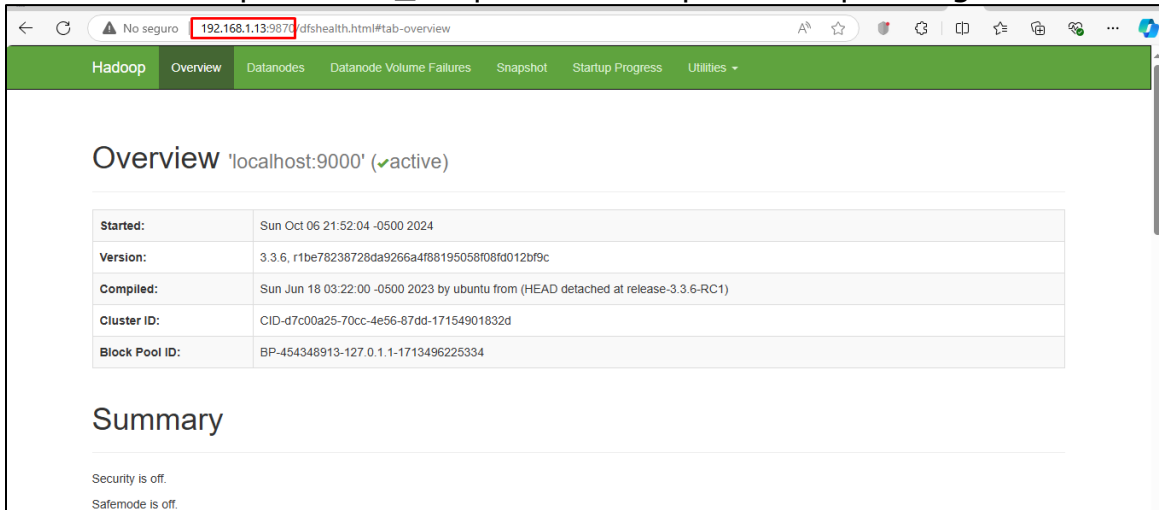 No seguro 192.168.1.13:9870/dfshealth.html#tab-overview
Hadoop Overview Datanodes Datanode Volume Failures Snapshot Startup Progress Utilities
Overview 'localhost:9000' (✔active)
Started: Sun Oct 06 21:52:04 -0500 2024
Version: 3.3.6, r1be78238728da9266a4f88195058f08fd012bf9c
Compiled: Sun Jun 18 03:22:00 -0500 2023 by ubuntu from (HEAD detached at release-3.3.6-RC1)
Cluster ID: CID-d7c00a25-70cc-4e56-87dd-17154901832d
Block Pool ID: BP-454348913-127.0.1.1-1713496225334
Summary
Security is off.
Safemode is off.